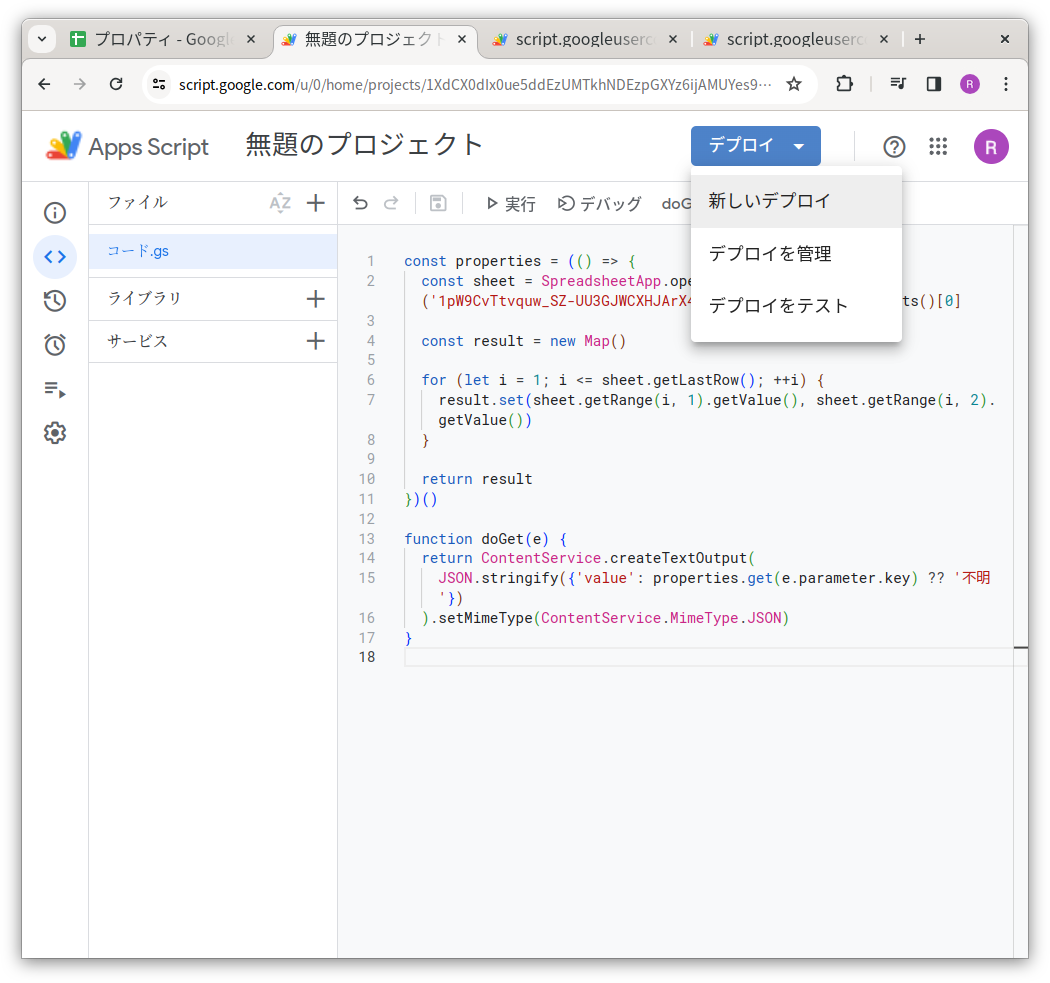 プロパティ - Googl
無題のプロジェクト
script.googleuserc
script.googleuserc
script.google.com/u/0/home/projects/1XdCX0dIx0ue5ddEzUMTkhNDEzpGXYz6ijAMUYes9…
R
Apps Script
無題のプロジェクト
デプロイ
R
新しいデプロイ
デプロイを管理
デプロイをテスト
ファイル
AZ
実行
デバッグ
doG
コード.gs
ライブラリ
サービス
1 const properties = (() => {
2 const sheet = SpreadsheetApp.ope
('1pW9CvTtvquw_SZ-UU3GJWCXHJArX4 ts()[0]
3
4 const result = new Map()
5
6 for (let i = 1; i <= sheet.getLastRow(); ++i) {
7 result.set(sheet.getRange(i, 1).getValue(), sheet.getRange(i, 2).
getValue())
8 }
9
10 return result
11 })()
12
13 function doGet(e) {
14 return ContentService.createTextOutput(
15 JSON.stringify({'value': properties.get(e.parameter.key) ?? '不明
'})
16 ).setMimeType(ContentService.MimeType.JSON)
17 }
18